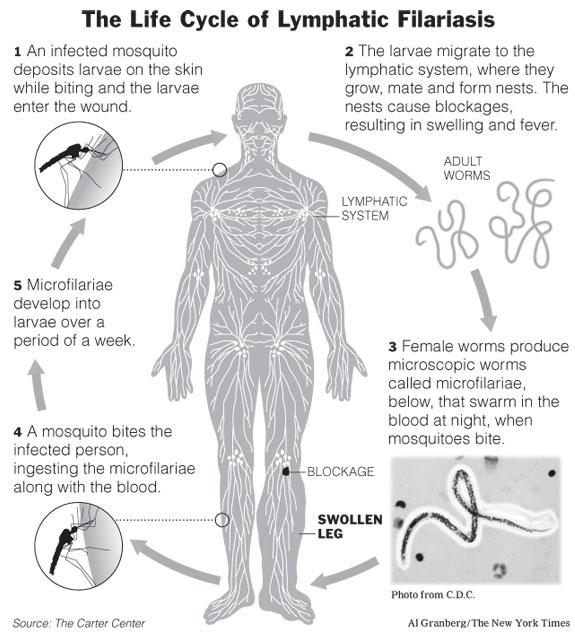 The Life Cycle of Lymphatic Filariasis
1 An infected mosquito
deposits larvae on the skin
while biting and the larvae
enter the wound.
2 The larvae migrate to the
lymphatic system, where they
grow, mate and form nests. The
nests cause blockages,
resulting in swelling and fever.
ADULT
WORMS
LYMPHATIC
SYSTEM
3 Female worms produce
microscopic worms
called microfilariae,
below, that swarm in the
blood at night, when
mosquitoes bite.
5 Microfilariae
develop into
larvae over a
period of a week.
4 A mosquito bites the
infected person,
ingesting the microfilariae
along with the blood.
BLOCKAGE
SWOLLEN
LEG
Photo from C.D.C.
Source: The Carter Center
Al Granberg/The New York Times